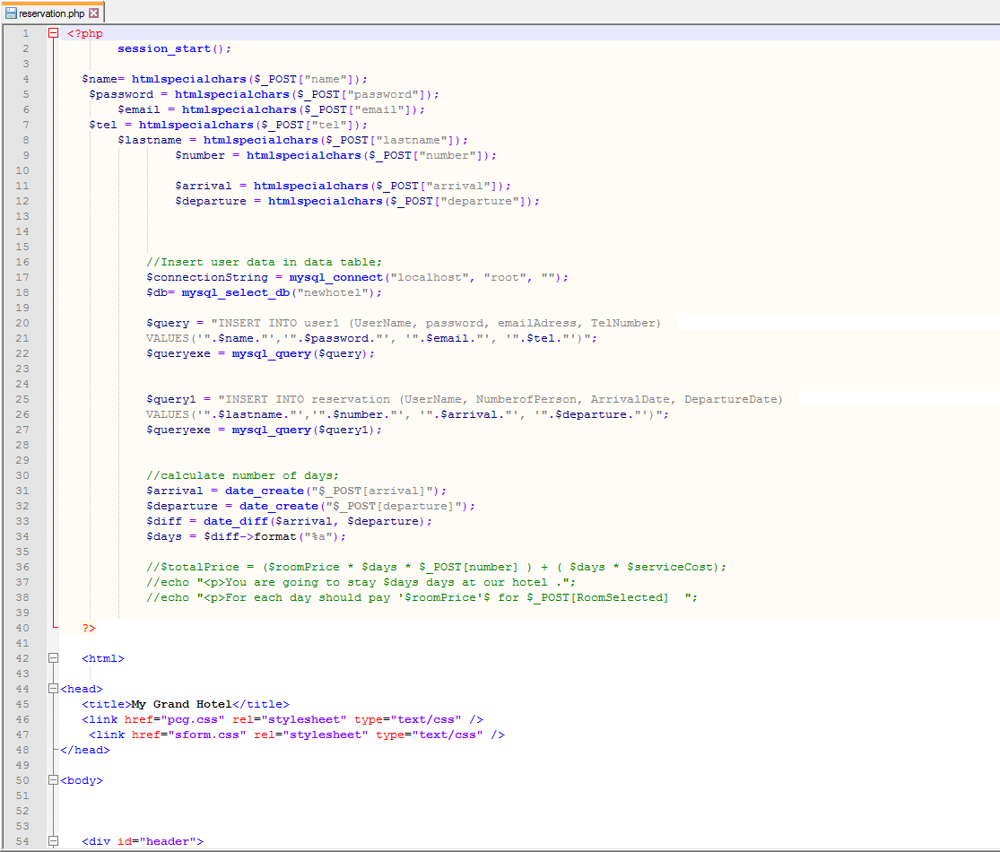 reservation.php
1 <?php
2 session_start();
3
4 $name= htmlspecialchars($_POST["name"]);
5 $password = htmlspecialchars($_POST["password"]);
6 $email = htmlspecialchars($_POST["email"]);
7 $tel = htmlspecialchars($_POST["tel"]);
8 $lastname = htmlspecialchars($_POST["lastname"]);
9 $number = htmlspecialchars($_POST["number"]);
10
11 $arrival = htmlspecialchars($_POST["arrival"]);
12 $departure = htmlspecialchars($_POST["departure"]);
13
14
15
16 //Insert user data in data table;
17 $connectionString = mysql_connect("localhost", "root", "");
18 $db= mysql_select_db("newhotel");
19
20 $query = "INSERT INTO user1 (UserName, password, emailAdress, TelNumber)
21 VALUES('".$name."','".$password."', '".$email."', '".$tel."')";
22 $queryexe = mysql_query($query);
23
24
25 $query1 = "INSERT INTO reservation (UserName, NumberofPerson, ArrivalDate, DepartureDate)
26 VALUES('".$lastname."','".$number."', '".$arrival."', '".$departure."')";
27 $queryexe = mysql_query($query1);
28
29
30 //calculate number of days;
31 $arrival = date_create("$_POST[arrival]");
32 $departure = date_create("$_POST[departure]");
33 $diff = date_diff($arrival, $departure);
34 $days = $diff->format("%a");
35
36 //$totalPrice = ($roomPrice * $days * $_POST[number] ) + ( $days * $serviceCost);
37 //echo "<p>You are going to stay $days days at our hotel .";
38 //echo "<p>For each day should pay '$roomPrice'$ for $_POST[RoomSelected]  ";
39
40 ?>
41
42 <html>
43
44 <head>
45 <title>My Grand Hotel</title>
46 <link href="pcg.css" rel="stylesheet" type="text/css" />
47 <link href="sform.css" rel="stylesheet" type="text/css" />
48 </head>
49
50 <body>
51
52
53
54 <div id="header">